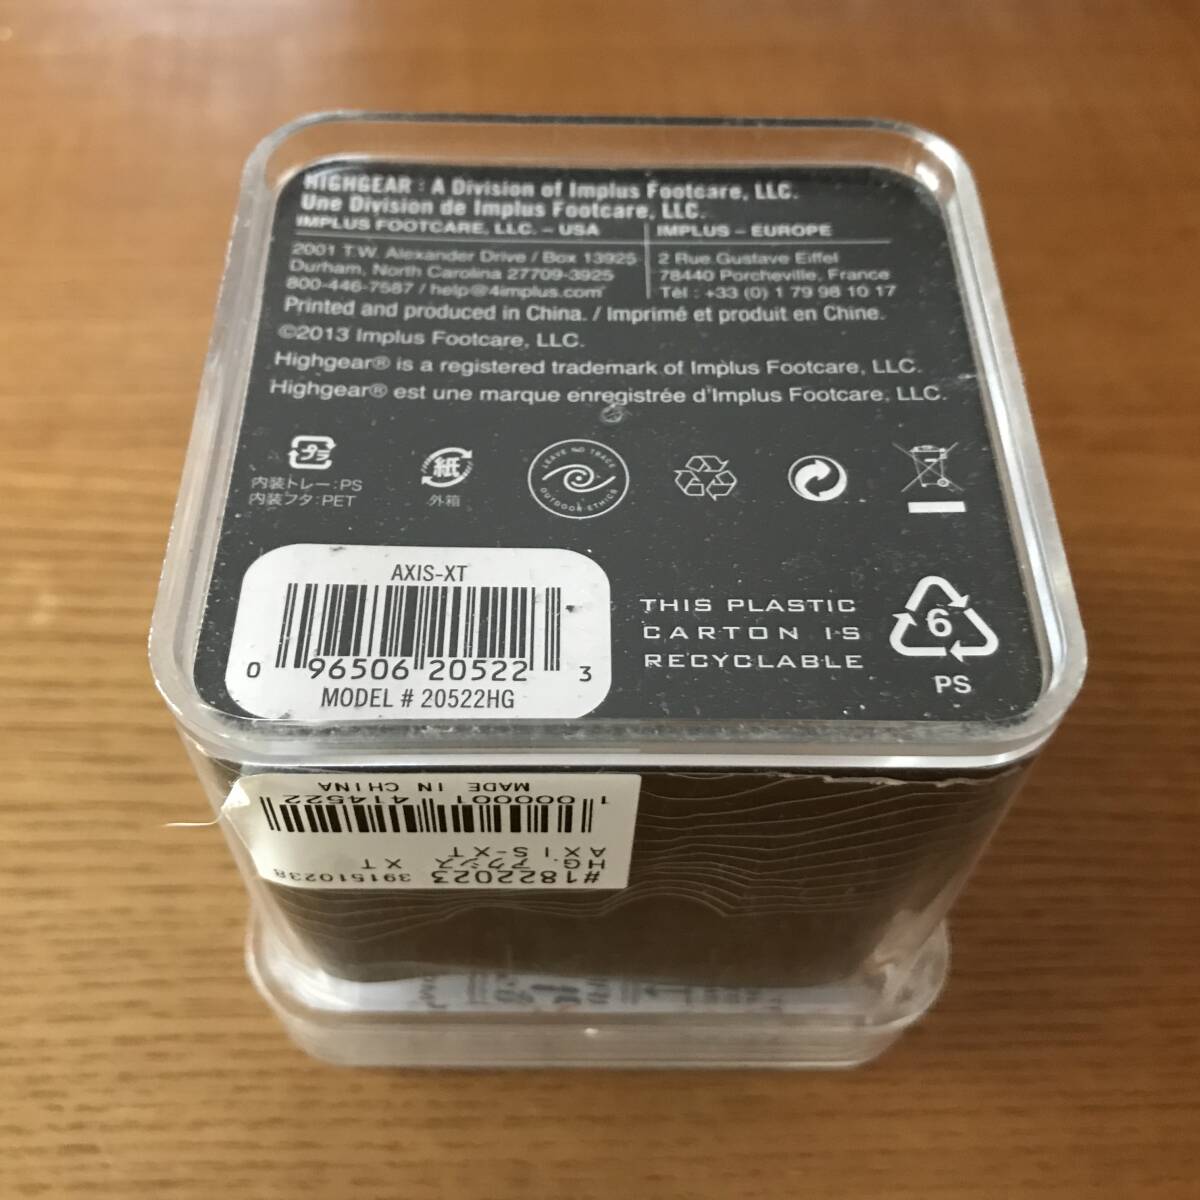 HIGHGEAR : A Division of Implus Footcare, LLC.
Une Division de Implus Footcare, LLC.
IMPLUS FOOTCARE, LLC. – USA
2001 T.W. Alexander Drive / Box 13925
Durham, North Carolina 27709-3925
800-446-7587 / help@4implus.com
IMPLUS – EUROPE
2 Rue Gustave Eiffel
78440 Porcheville, France
Tél : +33 (0) 1 79 98 10 17
Printed and produced in China. / Imprimé et produit en Chine.
©2013 Implus Footcare, LLC.
Highgear® is a registered trademark of Implus Footcare, LLC.
Highgear® est une marque enregistrée d'Implus Footcare, LLC.
プラ
内装トレー:PS
内装フタ:PET
紙
外箱
LEAVE NO TRACE
OUTDOOR ETHICS
AXIS-XT
0 96506 20522 3
MODEL # 20522HG
THIS PLASTIC
CARTON IS
RECYCLABLE
6
PS
#1822023 391510238
HG.アクシス XT
AXIS-XT
1 000001 414522
MADE IN CHINA